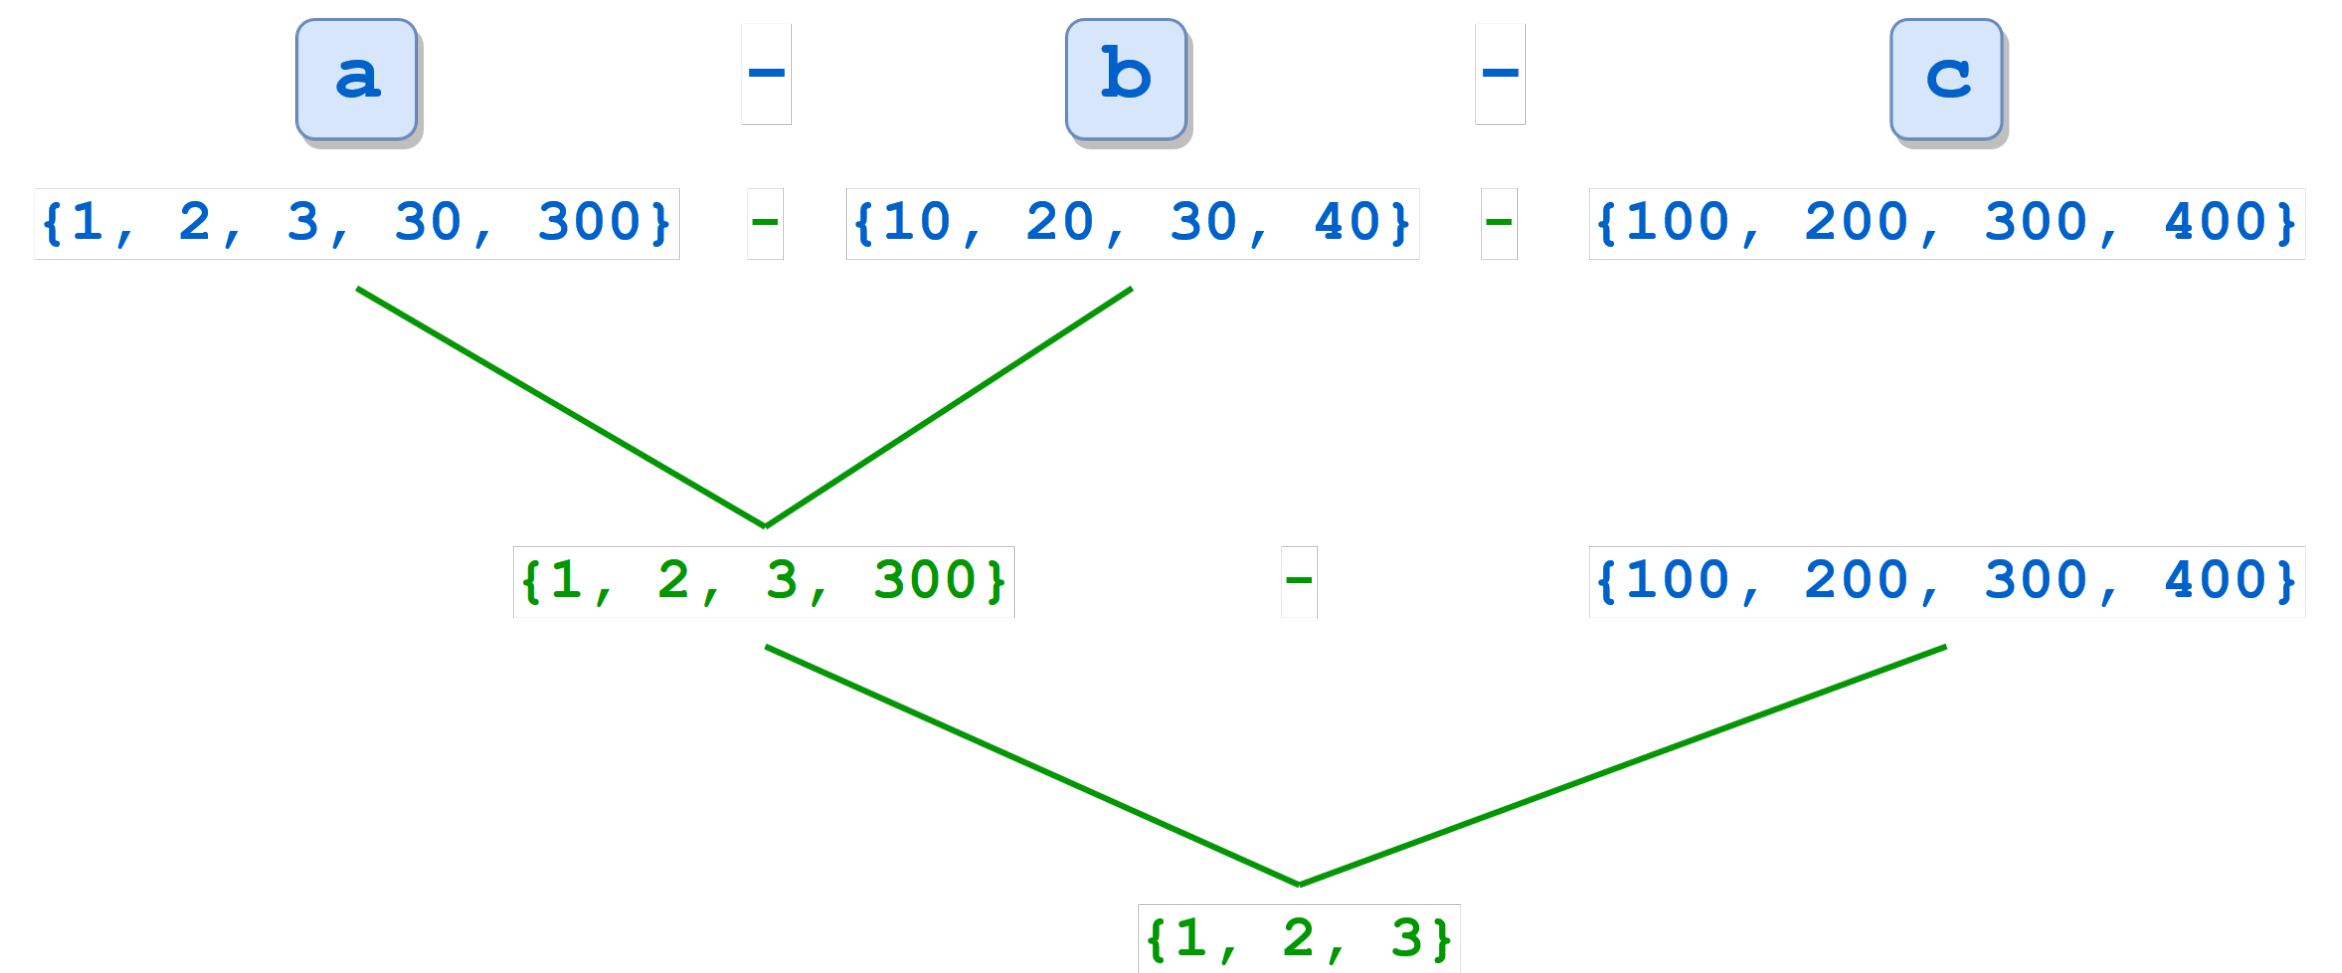 a - b - c
{1, 2, 3, 30, 300} - {10, 20, 30, 40} - {100, 200, 300, 400}
{1, 2, 3, 300} - {100, 200, 300, 400}
{1, 2, 3}